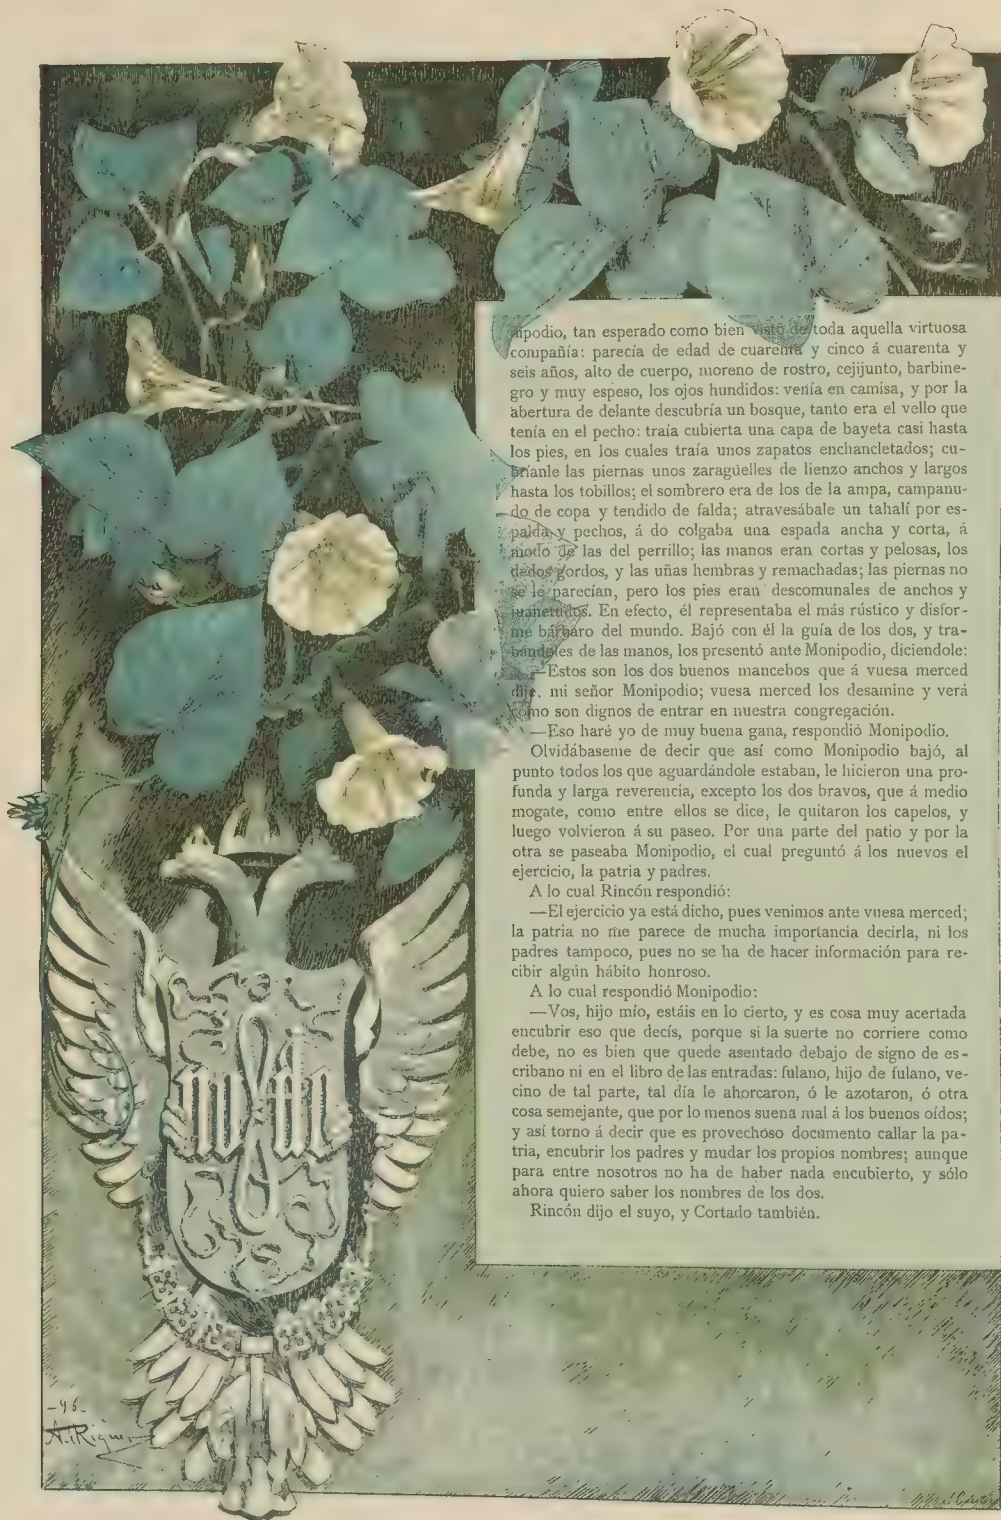 nipodio, tan esperado como bien visto de toda aquella virtuosa
compañía: parecía de edad de cuarenta y cinco á cuarenta y
seis años, alto de cuerpo, moreno de rostro, cejijunto, barbine-
gro y muy espeso, los ojos hundidos: venía en camisa, y por la
abertura de delante descubría un bosque, tanto era el vello que
tenía en el pecho: traía cubierta una capa de bayeta casi hasta
los pies, en los cuales traía unos zapatos enchancletados; cu-
bríanle las piernas unos zaragüelles de lienzo anchos y largos
hasta los tobillos; el sombrero era de los de la ampa, campanu-
do de copa y tendido de falda; atravesábale un tahalí por es-
palda y pechos, á do colgaba una espada ancha y corta, á
modo de las del perrillo; las manos eran cortas y pelosas, los
dedos gordos, y las uñas hembras y remachadas; las piernas no
se le parecían, pero los pies eran descomunales de anchos y
juanetudos. En efecto, él representaba el más rústico y disfor-
me bárbaro del mundo. Bajó con él la guía de los dos, y tra-
bándoles de las manos, los presentó ante Monipodio, diciendole:
—Estos son los dos buenos mancebos que á vuesa merced
dije, mi señor Monipodio; vuesa merced los desamine y verá
como son dignos de entrar en nuestra congregación.
—Eso haré yo de muy buena gana, respondió Monipodio.
Olvidábaseme de decir que así como Monipodio bajó, al
punto todos los que aguardándole estaban, le hicieron una pro-
funda y larga reverencia, excepto los dos bravos, que á medio
mogate, como entre ellos se dice, le quitaron los capelos, y
luego volvieron á su paseo. Por una parte del patio y por la
otra se paseaba Monipodio, el cual preguntó á los nuevos el
ejercicio, la patria y padres.
A lo cual Rincón respondió:
—El ejercicio ya está dicho, pues venimos ante vuesa merced;
la patria no me parece de mucha importancia decirla, ni los
padres tampoco, pues no se ha de hacer información para re-
cibir algún hábito honroso.
A lo cual respondió Monipodio:
—Vos, hijo mío, estáis en lo cierto, y es cosa muy acertada
encubrir eso que decís, porque si la suerte no corriere como
debe, no es bien que quede asentado debajo de signo de es-
cribano ni en el libro de las entradas: fulano, hijo de fulano, ve-
cino de tal parte, tal día le ahorcaron, ó le azotaron, ó otra
cosa semejante, que por lo menos suena mal á los buenos oídos;
y así torno á decir que es provechoso documento callar la pa-
tria, encubrir los padres y mudar los propios nombres; aunque
para entre nosotros no ha de haber nada encubierto, y sólo
ahora quiero saber los nombres de los dos.
Rincón dijo el suyo, y Cortado también.
-96-
A. de Riquer